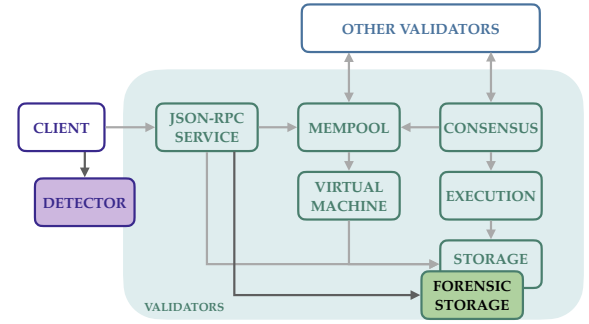 OTHER VALIDATORS
CLIENT
JSON-RPC
SERVICE
MEMPOOL
CONSENSUS
DETECTOR
VIRTUAL
MACHINE
EXECUTION
STORAGE
FORENSIC
STORAGE
VALIDATORS